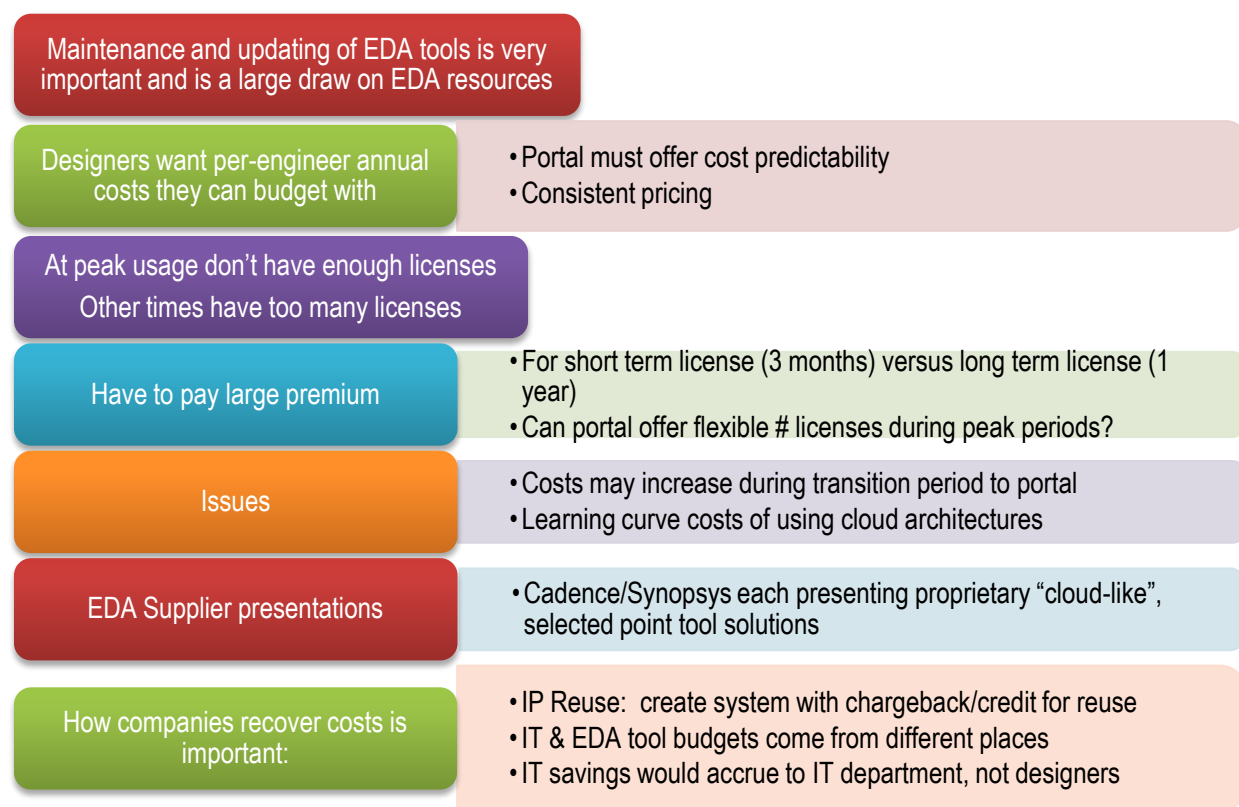 Maintenance and updating of EDA tools is very
important and is a large draw on EDA resources
Designers want per-engineer annual
costs they can budget with
• Portal must offer cost predictability
• Consistent pricing
At peak usage don’t have enough licenses
Other times have too many licenses
Have to pay large premium
• For short term license (3 months) versus long term license (1
year)
• Can portal offer flexible # licenses during peak periods?
Issues
• Costs may increase during transition period to portal
• Learning curve costs of using cloud architectures
EDA Supplier presentations
• Cadence/Synopsys each presenting proprietary “cloud-like”,
selected point tool solutions
How companies recover costs is
important:
• IP Reuse: create system with chargeback/credit for reuse
• IT & EDA tool budgets come from different places
• IT savings would accrue to IT department, not designers